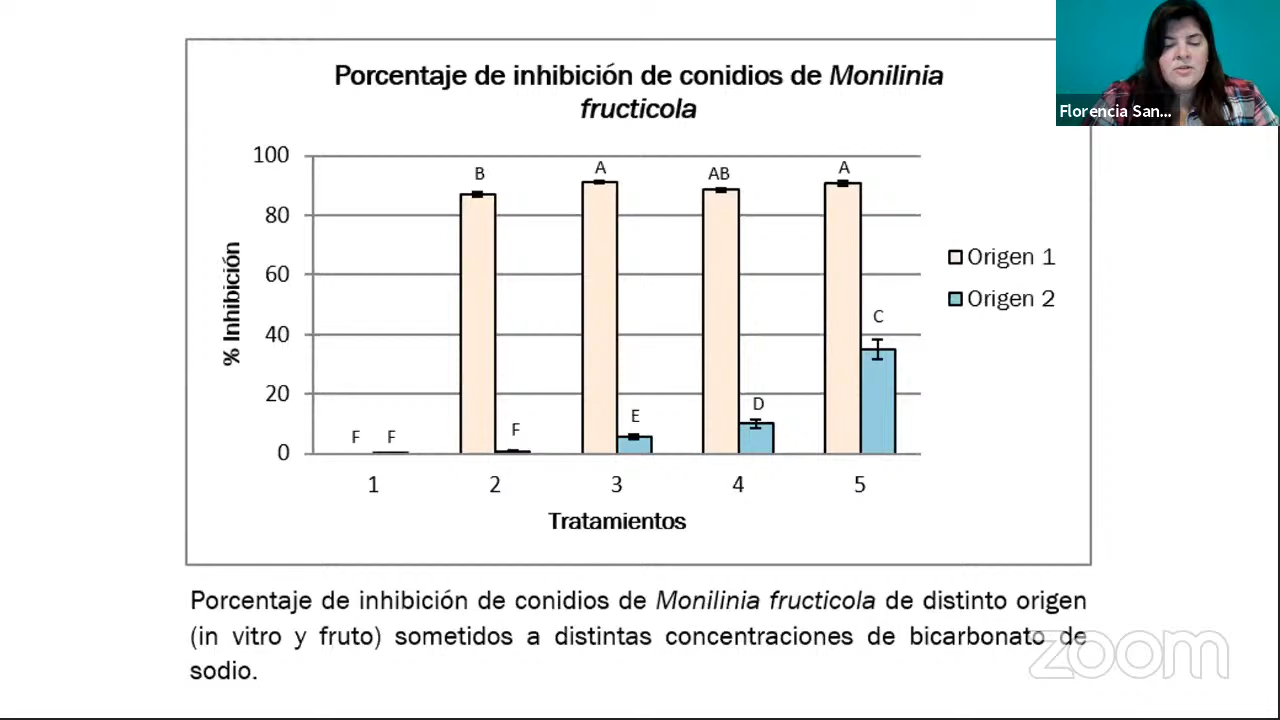 Porcentaje de inhibición de conidios de Monilinia
fructicola
Florencia San...
100
80
60
40
20
0
% Inhibición
F F
B F
A E
AB D
A C
1 2 3 4 5
Tratamientos
Origen 1
Origen 2
Porcentaje de inhibición de conidios de Monilinia fructicola de distinto origen
(in vitro y fruto) sometidos a distintas concentraciones de bicarbonato de
sodio.
zoom